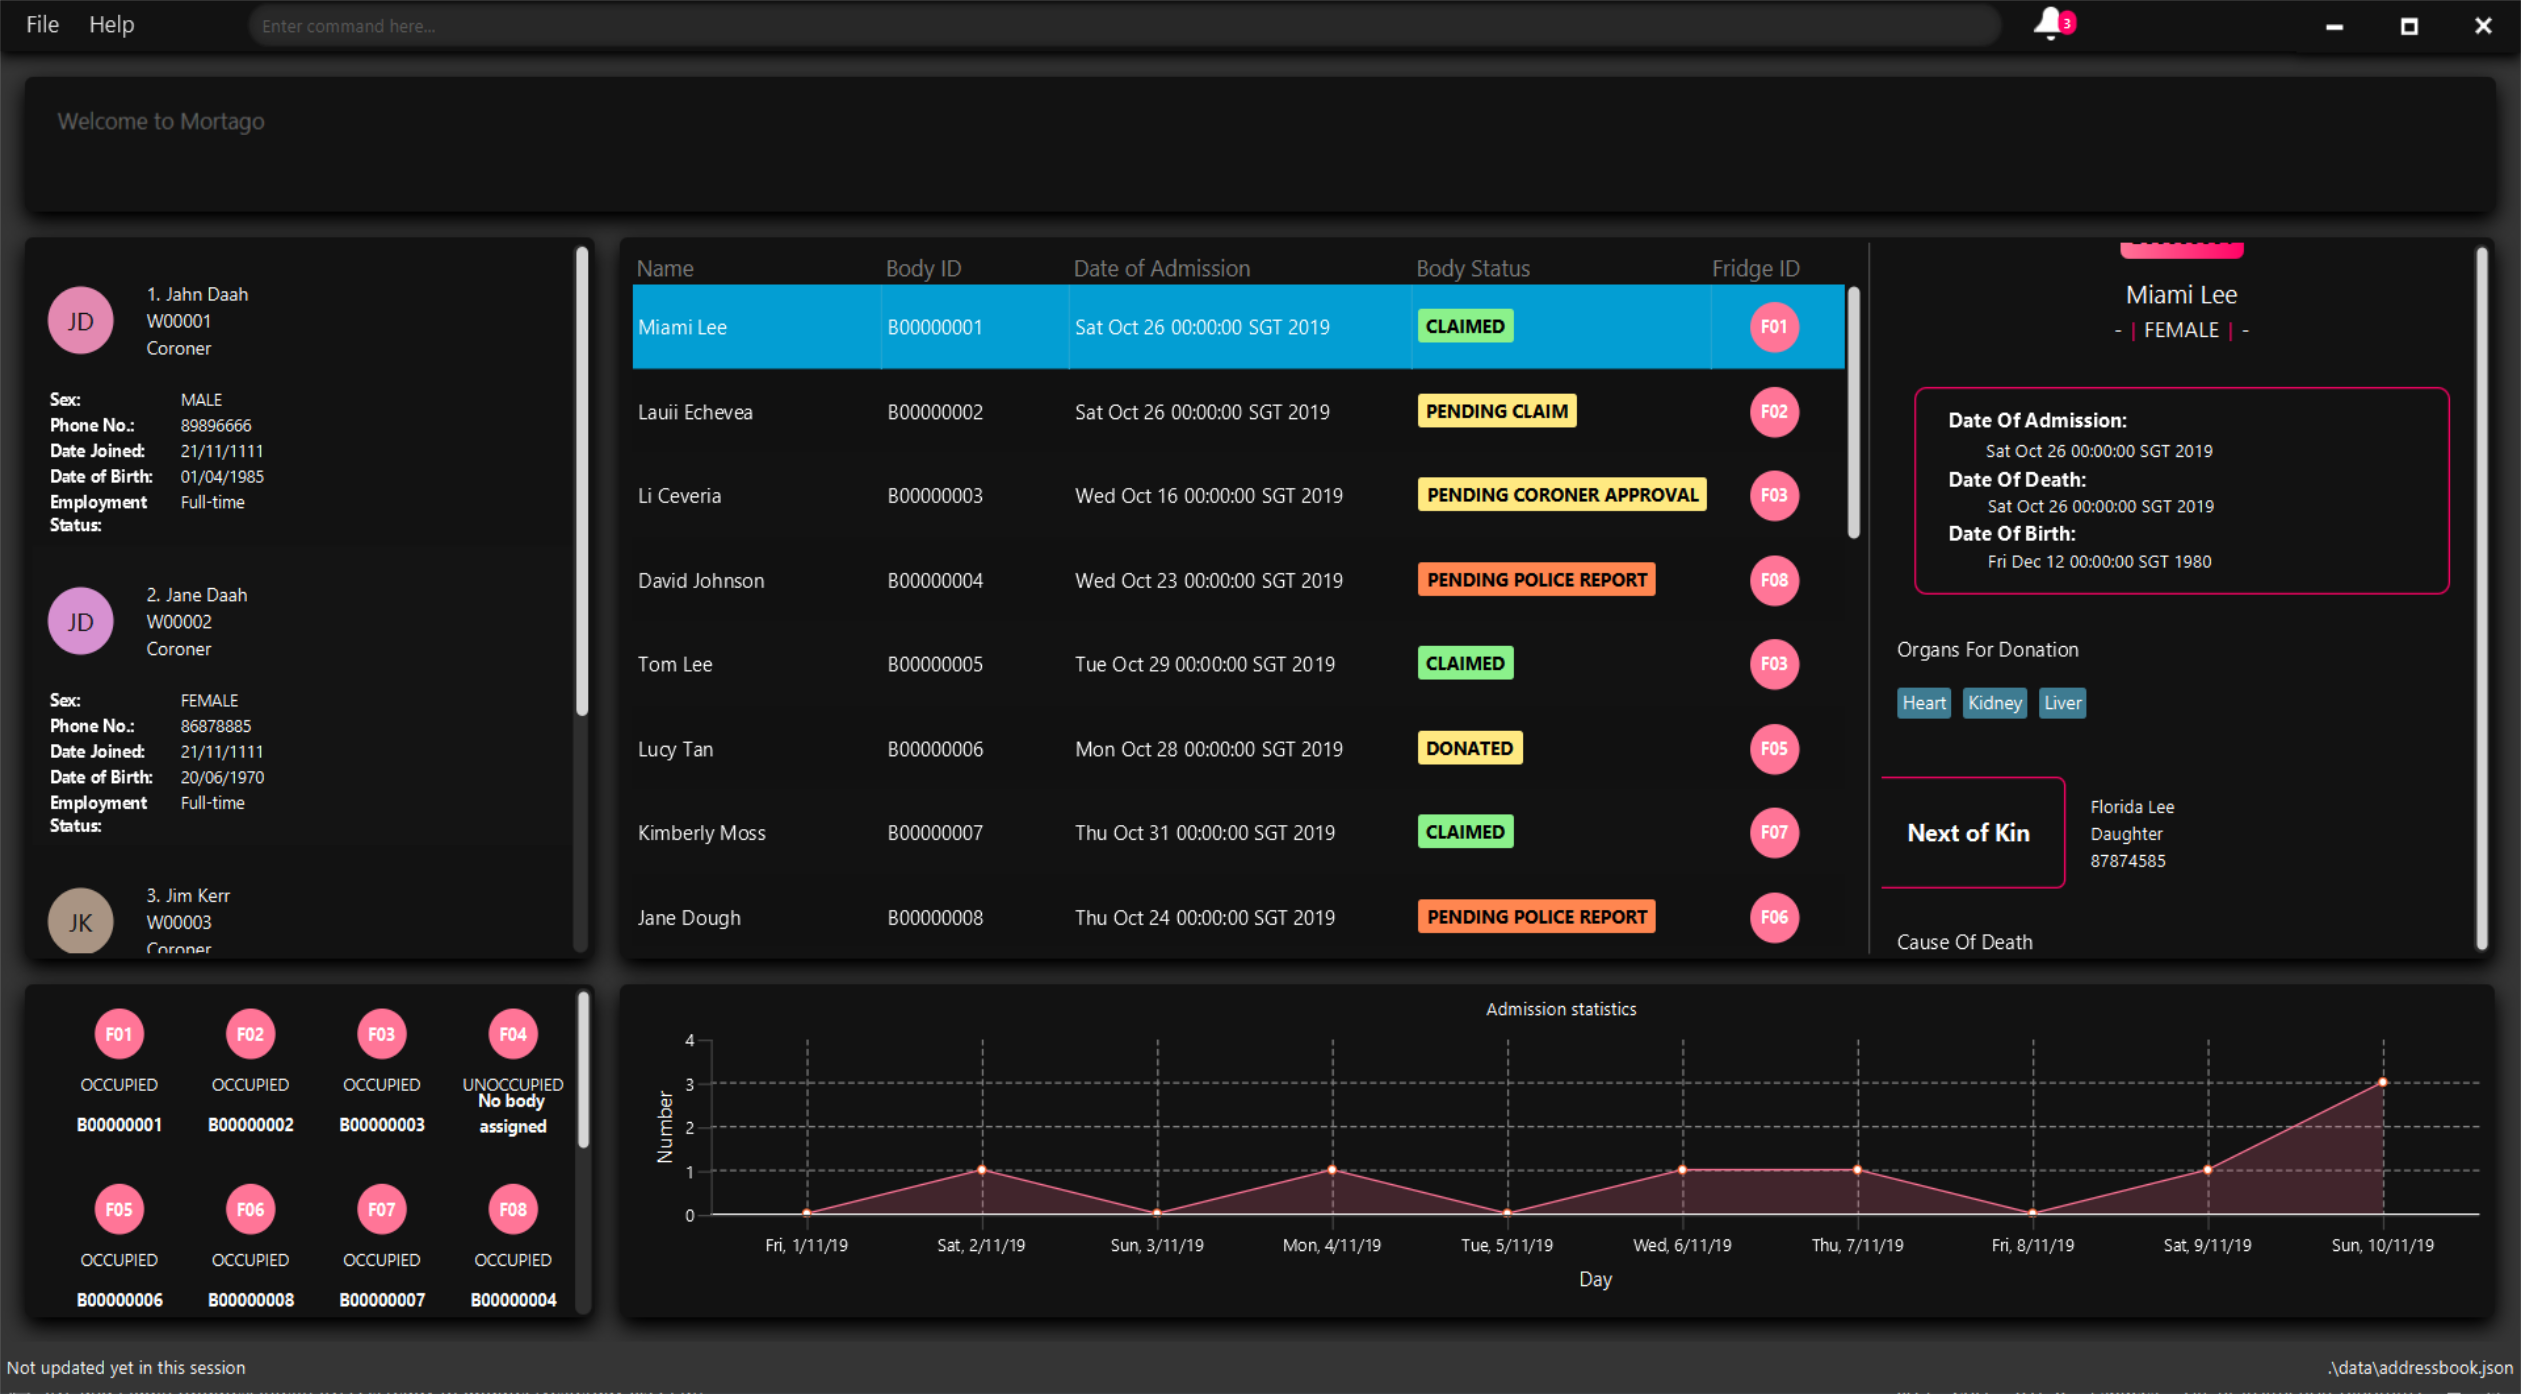 File Help Enter command here... 3
Welcome to Mortago
JD
1. Jahn Daah
W00001
Coroner
Sex: MALE
Phone No.: 89896666
Date Joined: 21/11/1111
Date of Birth: 01/04/1985
Employment Full-time
Status:
JD
2. Jane Daah
W00002
Coroner
Sex: FEMALE
Phone No.: 86878885
Date Joined: 21/11/1111
Date of Birth: 20/06/1970
Employment Full-time
Status:
JK
3. Jim Kerr
W00003
Coroner
Name Body ID Date of Admission Body Status Fridge ID
Miami Lee B00000001 Sat Oct 26 00:00:00 SGT 2019 CLAIMED F01
Lauii Echevea B00000002 Sat Oct 26 00:00:00 SGT 2019 PENDING CLAIM F02
Li Ceveria B00000003 Wed Oct 16 00:00:00 SGT 2019 PENDING CORONER APPROVAL F03
David Johnson B00000004 Wed Oct 23 00:00:00 SGT 2019 PENDING POLICE REPORT F08
Tom Lee B00000005 Tue Oct 29 00:00:00 SGT 2019 CLAIMED F03
Lucy Tan B00000006 Mon Oct 28 00:00:00 SGT 2019 DONATED F05
Kimberly Moss B00000007 Thu Oct 31 00:00:00 SGT 2019 CLAIMED F07
Jane Dough B00000008 Thu Oct 24 00:00:00 SGT 2019 PENDING POLICE REPORT F06
Miami Lee
- | FEMALE | -
Date Of Admission:
Sat Oct 26 00:00:00 SGT 2019
Date Of Death:
Sat Oct 26 00:00:00 SGT 2019
Date Of Birth:
Fri Dec 12 00:00:00 SGT 1980
Organs For Donation
Heart Kidney Liver
Next of Kin
Florida Lee
Daughter
87874585
Cause Of Death
F01 F02 F03 F04
OCCUPIED OCCUPIED OCCUPIED UNOCCUPIED
B00000001 B00000002 B00000003 No body
assigned
F05 F06 F07 F08
OCCUPIED OCCUPIED OCCUPIED OCCUPIED
B00000006 B00000008 B00000007 B00000004
Admission statistics
Number
4
3
2
1
0
Fri, 1/11/19 Sat, 2/11/19 Sun, 3/11/19 Mon, 4/11/19 Tue, 5/11/19 Wed, 6/11/19 Thu, 7/11/19 Fri, 8/11/19 Sat, 9/11/19 Sun, 10/11/19
Day
Not updated yet in this session .\data\addressbook.json